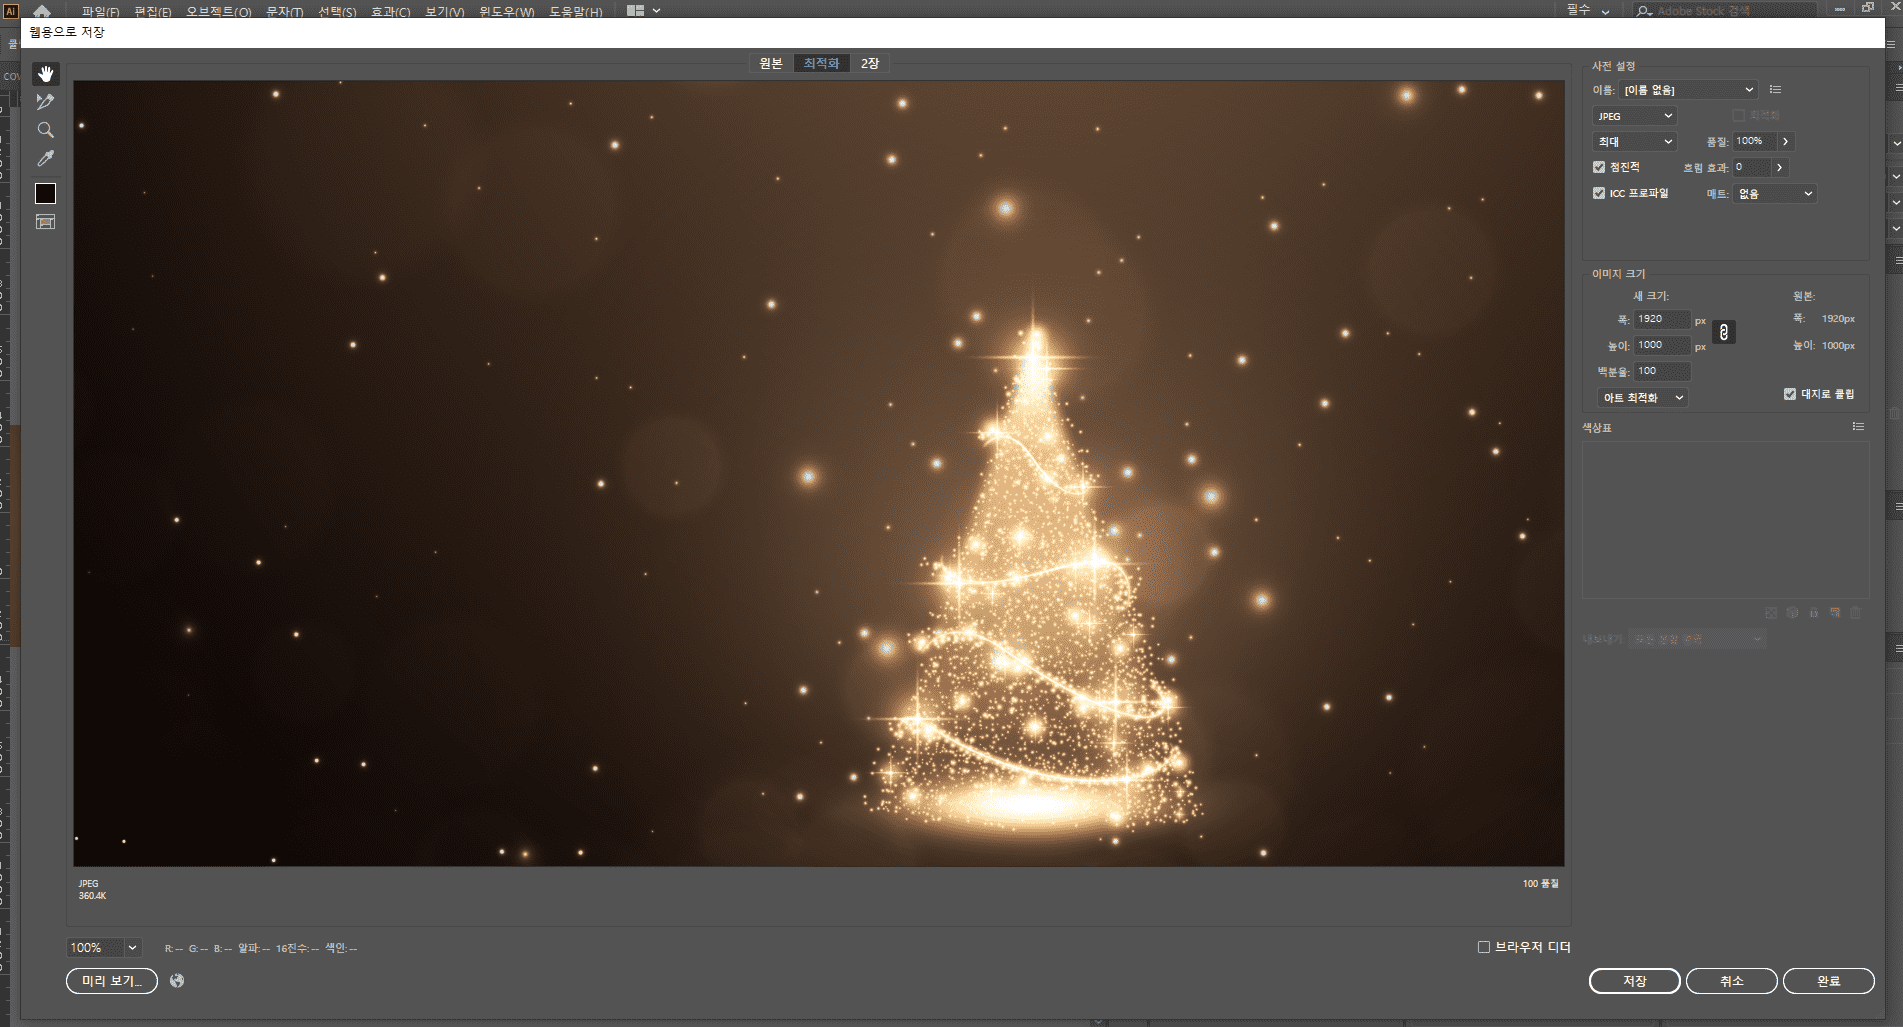 Ai 파일(F) 편집(E) 오브젝트(O) 문자(T) 선택(S) 효과(C) 보기(V) 윈도우(W) 도움말(H) 필수 Adobe Stock 검색
웹용으로 저장
원본 최적화 2장
사전 설정
이름: [이름 없음]
JPEG 최적화
최대 품질: 100%
점진적 흐림 효과: 0
ICC 프로파일 매트: 없음
이미지 크기
새 크기: 원본:
폭: 1920 px 폭: 1920px
높이: 1000 px 높이: 1000px
백분율: 100
아트 최적화 대지로 클립
색상표
내보내기
JPEG
360.4K
100 품질
100% R: -- G: -- B: -- 알파: -- 16진수: -- 색인: --
브라우저 디더
미리 보기... 저장 취소 완료